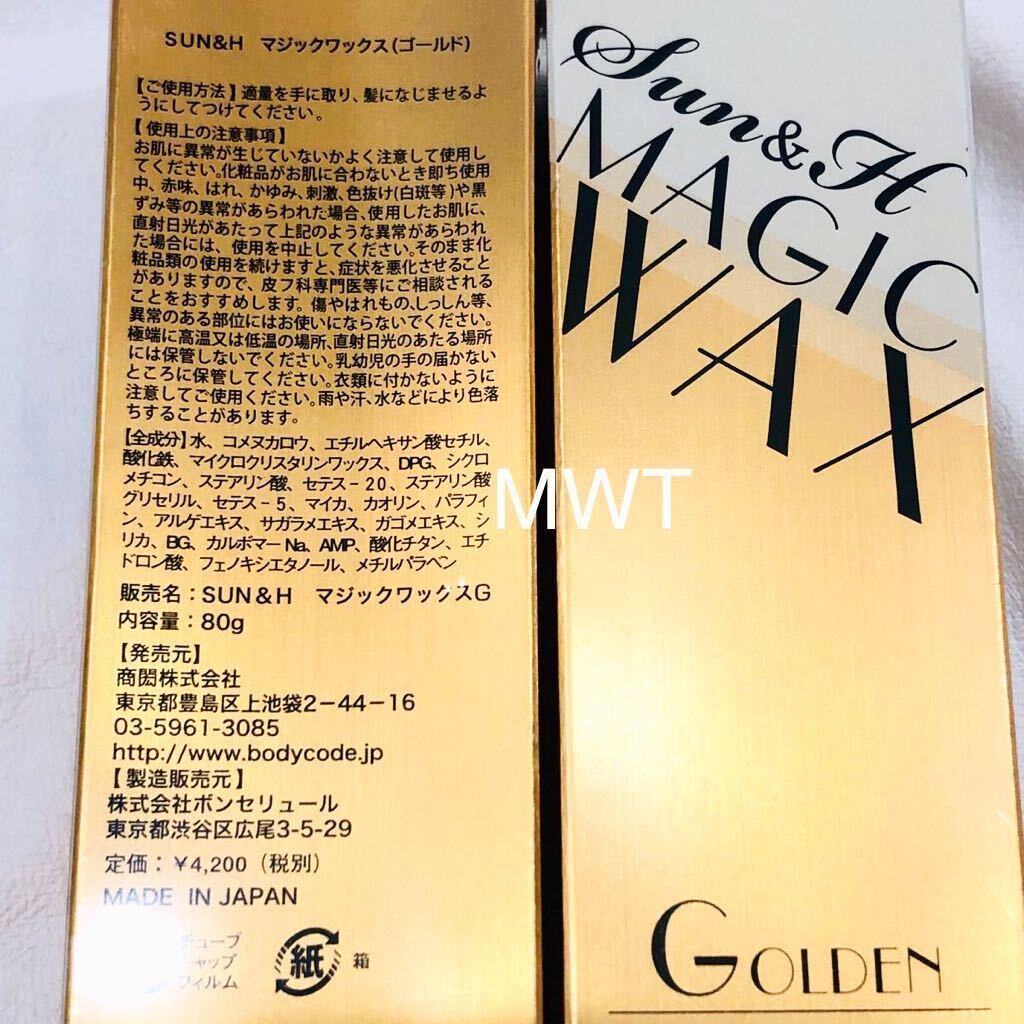 SUN&H マジックワックス(ゴールド)
【ご使用方法】適量を手に取り、髪になじませるよ
うにしてつけてください。
【使用上の注意事項】
お肌に異常が生じていないかよく注意して使用し
てください。化粧品がお肌に合わないとき即ち使用
中、赤味、はれ、かゆみ、刺激、色抜け(白斑等)や黒
ずみ等の異常があらわれた場合、使用したお肌に、
直射日光があたって上記のような異常があらわれ
た場合には、使用を中止してください。そのまま化
粧品類の使用を続けますと、症状を悪化させること
がありますので、皮フ科専門医等にご相談される
ことをおすすめします。傷やはれもの、しっしん等、
異常のある部位にはお使いにならないでください。
極端に高温又は低温の場所、直射日光のあたる場所
には保管しないでください。乳幼児の手の届かない
ところに保管してください。衣類に付かないように
注意してご使用ください。雨や汗、水などにより色落
ちすることがあります。
【全成分】水、コメヌカロウ、エチルヘキサン酸セチル、
酸化鉄、マイクロクリスタリンワックス、DPG、シクロ
メチコン、ステアリン酸、セテス-20、ステアリン酸
グリセリル、セテス-5、マイカ、カオリン、パラフィ
ン、アルゲエキス、サガラメエキス、ガゴメエキス、シ
リカ、BG、カルボマーNa、AMP、酸化チタン、エチ
ドロン酸、フェノキシエタノール、メチルパラベン
販売名：SUN&H マジックワックスG
内容量：80g
【発売元】
商閎株式会社
東京都豊島区上池袋2-44-16
03-5961-3085
http://www.bodycode.jp
【製造販売元】
株式会社ボンセリュール
東京都渋谷区広尾3-5-29
定価：¥4,200（税別）
MADE IN JAPAN
チューブ
キャップ
フィルム
紙 箱
Sun&H
MAGIC
WAX
MWT
GOLDEN